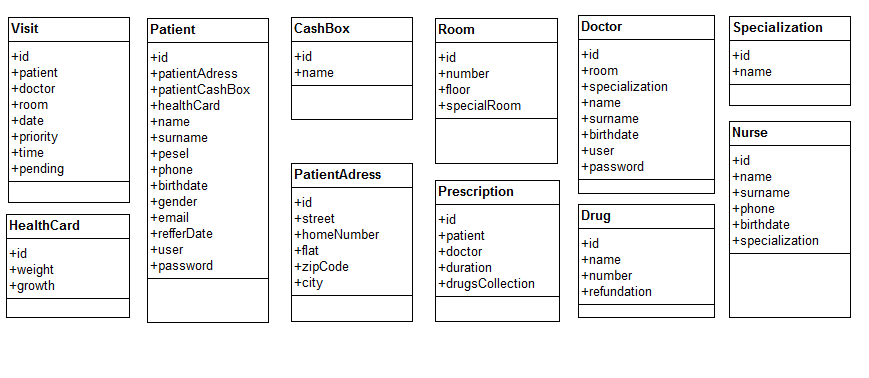 Visit
+id
+patient
+doctor
+room
+date
+priority
+time
+pending
HealthCard
+id
+weight
+growth
Patient
+id
+patientAdress
+patientCashBox
+healthCard
+name
+surname
+pesel
+phone
+birthdate
+gender
+email
+refferDate
+user
+password
CashBox
+id
+name
PatientAdress
+id
+street
+homeNumber
+flat
+zipCode
+city
Room
+id
+number
+floor
+specialRoom
Prescription
+id
+patient
+doctor
+duration
+drugsCollection
Doctor
+id
+room
+specialization
+name
+surname
+birthdate
+user
+password
Drug
+id
+name
+number
+refundation
Specialization
+id
+name
Nurse
+id
+name
+surname
+phone
+birthdate
+specialization